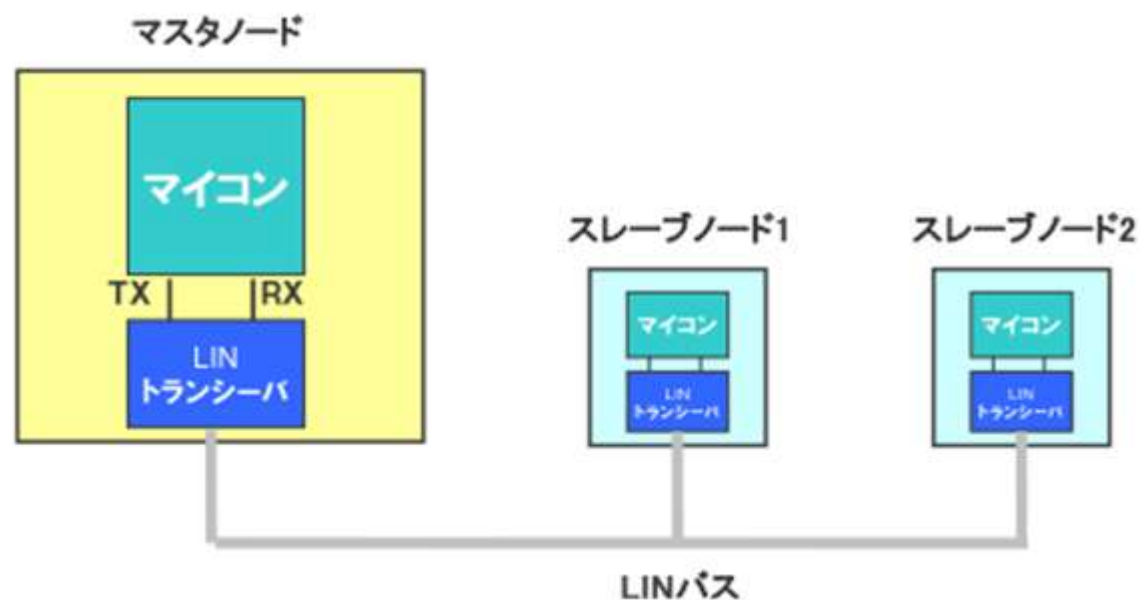 マスタノード
マイコン
TX
RX
LIN
トランシーバ
スレーブノード1
マイコン
LIN
トランシーバ
スレーブノード2
マイコン
LIN
トランシーバ
LINバス